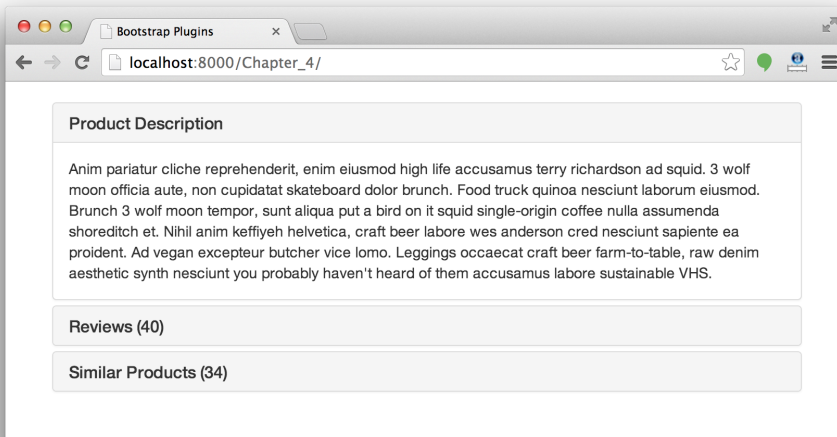 Bootstrap Plugins
localhost:8000/Chapter_4/
Product Description
Anim pariatur cliche reprehenderit, enim eiusmod high life accusamus terry richardson ad squid. 3 wolf
moon officia aute, non cupidatat skateboard dolor brunch. Food truck quinoa nesciunt laborum eiusmod.
Brunch 3 wolf moon tempor, sunt aliqua put a bird on it squid single-origin coffee nulla assumenda
shoreditch et. Nihil anim keffiyeh helvetica, craft beer labore wes anderson cred nesciunt sapiente ea
proident. Ad vegan excepteur butcher vice lomo. Leggings occaecat craft beer farm-to-table, raw denim
aesthetic synth nesciunt you probably haven't heard of them accusamus labore sustainable VHS.
Reviews (40)
Similar Products (34)